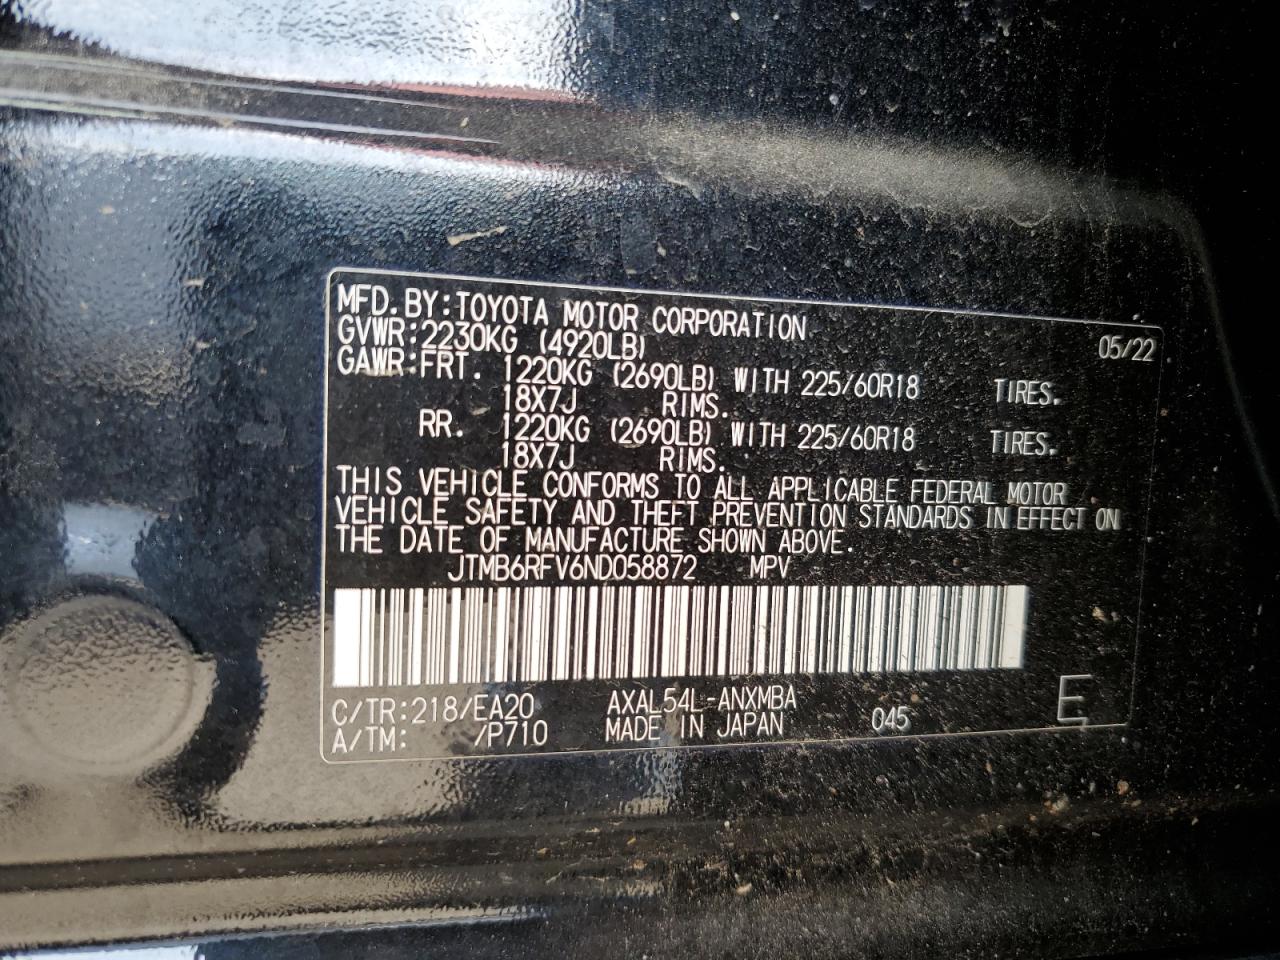 MFD.BY:TOYOTA MOTOR CORPORATION 05/22
GVWR:2230KG (4920LB)
GAWR:FRT. 1220KG (2690LB) WITH 225/60R18 TIRES.
18X7J RIMS.
RR. 1220KG (2690LB) WITH 225/60R18 TIRES.
18X7J RIMS.
THIS VEHICLE CONFORMS TO ALL APPLICABLE FEDERAL MOTOR
VEHICLE SAFETY AND THEFT PREVENTION STANDARDS IN EFFECT ON
THE DATE OF MANUFACTURE SHOWN ABOVE.
JTMB6RFV6ND058872 MPV
C/TR:218/EA20 AXAL54L-ANXMBA
A/TM: /P710 MADE IN JAPAN 045 E